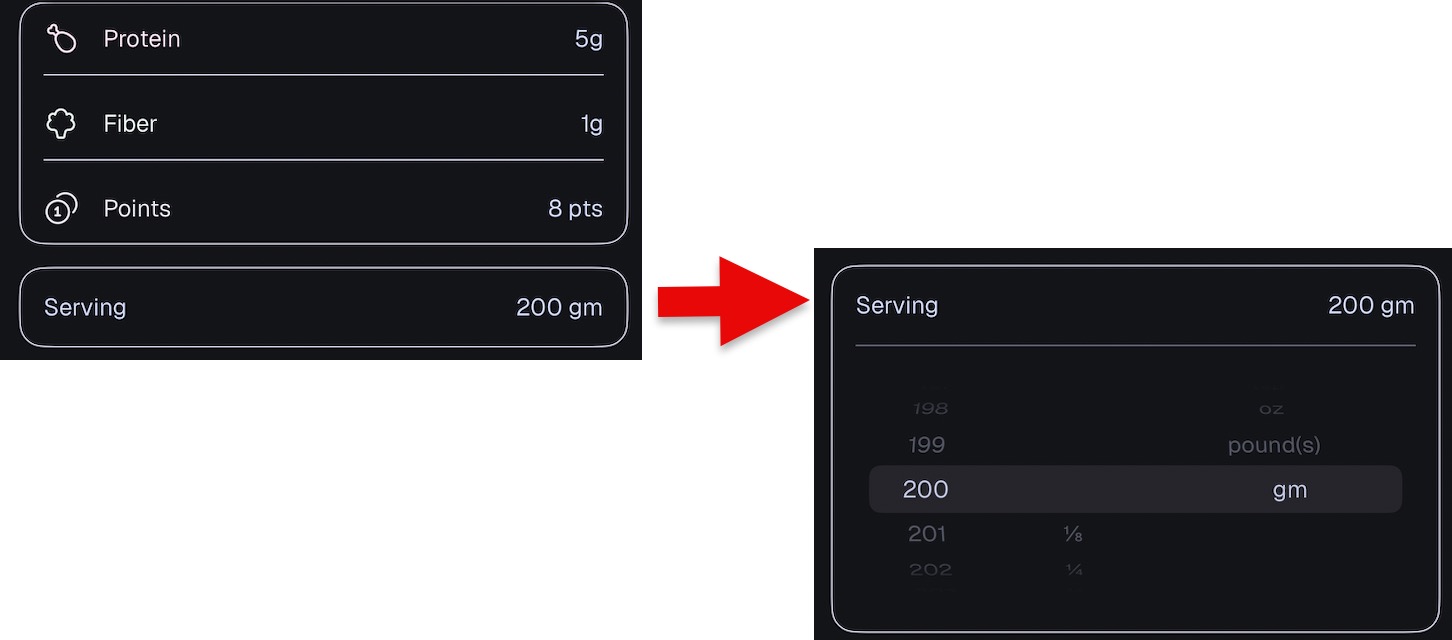 Protein 5g
Fiber 1g
1
Points 8 pts
Serving 200 gm
Serving 200 gm
198 oz
199 pound(s)
200 gm
201 ⅛
202 ¼